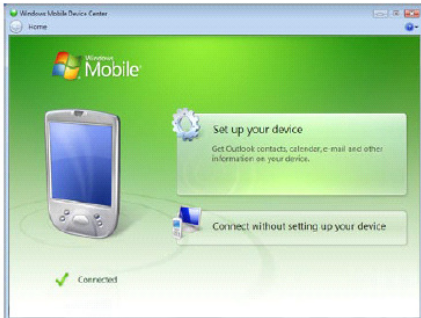 Windows Mobile Device Center
Home
Windows
Mobile
Set up your device
Get Outlook contacts, calendar, e-mail and other
information on your device.
Connect without setting up your device
Connected